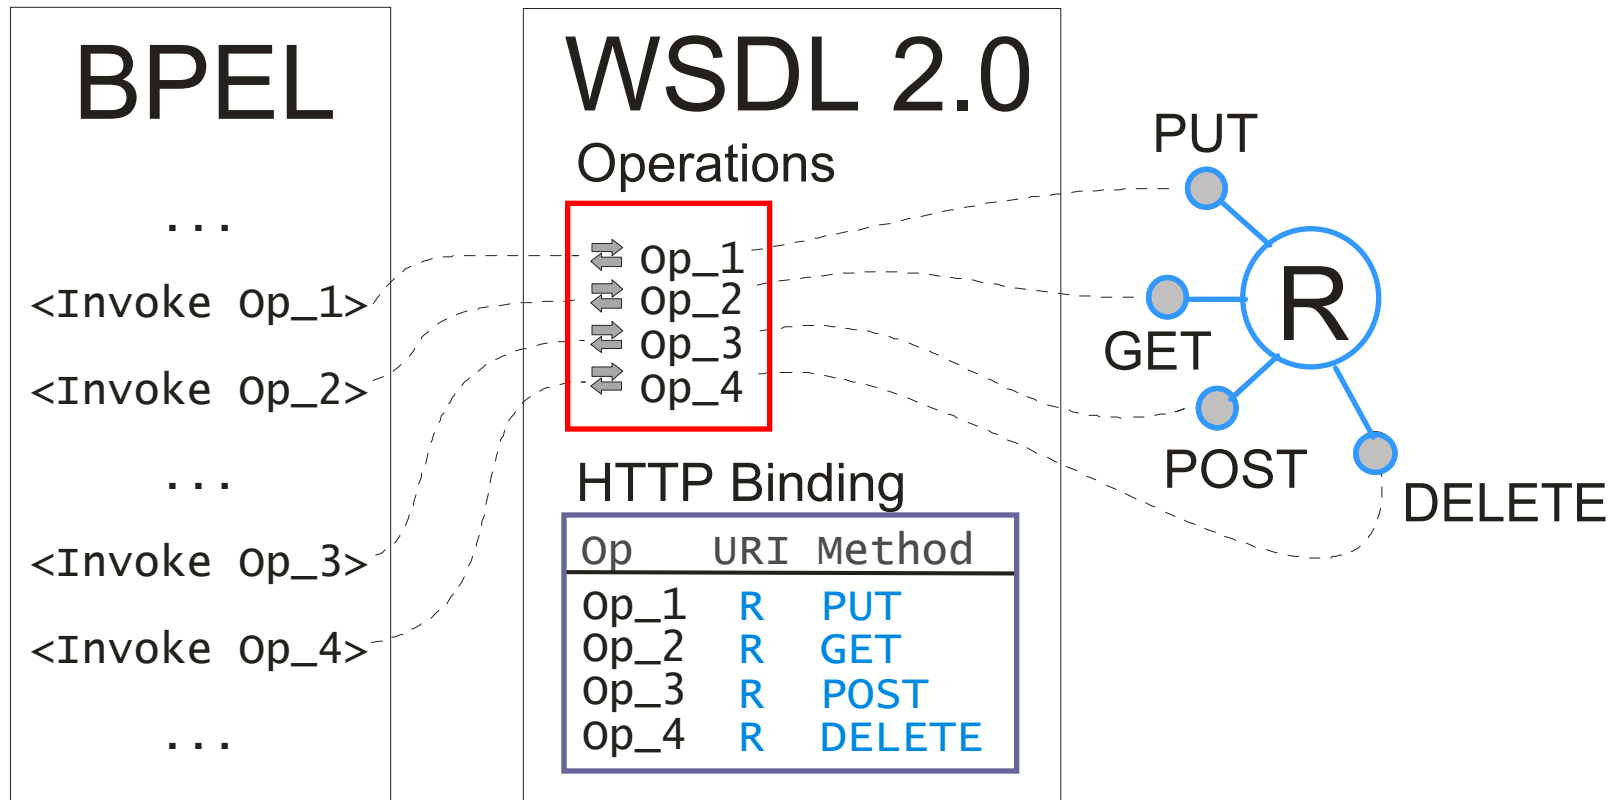 BPEL
...
<Invoke Op_1>
<Invoke Op_2>
...
<Invoke Op_3>
<Invoke Op_4>
...
WSDL 2.0
Operations
Op_1
Op_2
Op_3
Op_4
HTTP Binding
Op URI Method
Op_1 R PUT
Op_2 R GET
Op_3 R POST
Op_4 R DELETE
PUT
GET
R
POST
DELETE